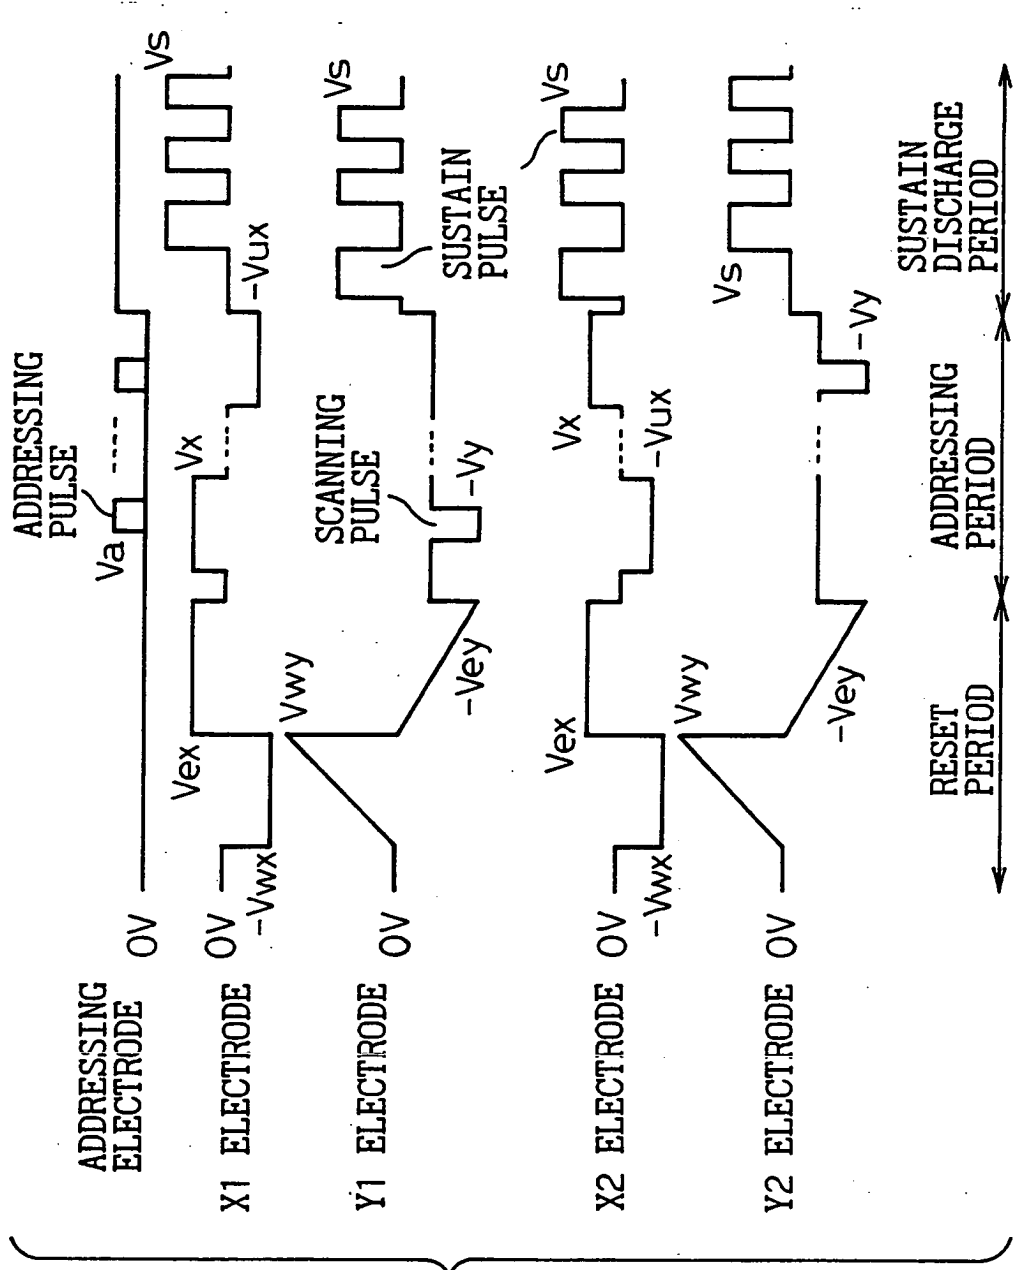 ADDRESSING
ELECTRODE
0V
Va
ADDRESSING
PULSE
X1 ELECTRODE
0V
-Vwx
Vex
Vx
-Vux
Vs
Y1 ELECTRODE
0V
Vwy
-Vey
SCANNING
PULSE
-Vy
SUSTAIN
PULSE
Vs
X2 ELECTRODE
0V
-Vwx
Vex
Vx
-Vux
Vs
Y2 ELECTRODE
0V
Vwy
-Vey
-Vy
Vs
RESET
PERIOD
ADDRESSING
PERIOD
SUSTAIN
DISCHARGE
PERIOD